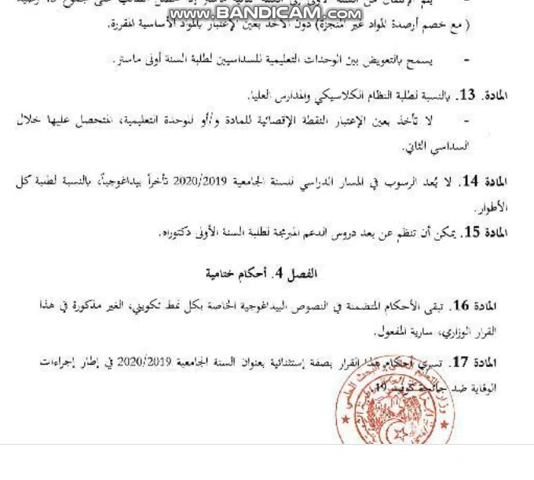 www.BANDICAM.com
( مع خصم أرصدة المواد غير المنجزة) دون الأخذ بعين الإعتبار بالمواد الأساسية المقررة.
- يسمح بالتعويض بين الوحدات التعليمية للسداسيين لطلبة السنة أولى ماستر.
المادة. 13. بالنسبة لطلبة النظام الكلاسيكي والمدارس العليا.
- لا تأخذ بعين الإعتبار النقطة الإقصائية للمادة و/أو للوحدة التعليمية، المتحصل عليها خلال
السداسي الثاني.
المادة 14. لا يُعد الرسوب في المسار الدراسي للسنة الجامعية 2020/2019 تأخراً بيداغوجياً، بالنسبة لطلبة كل
الأطوار.
المادة 15. يمكن أن تنظم عن بعد دروس الدعم المبرمجة لطلبة السنة الأولى دكتوراه.
الفصل 4. أحكام ختامية
المادة 16. تبقى الأحكام المتضمنة في النصوص البيداغوجية الخاصة بكل نمط تكويني، الغير مذكورة في هذا
القرار الوزاري، سارية المفعول.
المادة 17. تسري أحكام هذا القرار بصفة إستثنائية بعنوان السنة الجامعية 2020/2019 في إطار إجراءات
الوقاية ضد جائحة كوفيد 19.